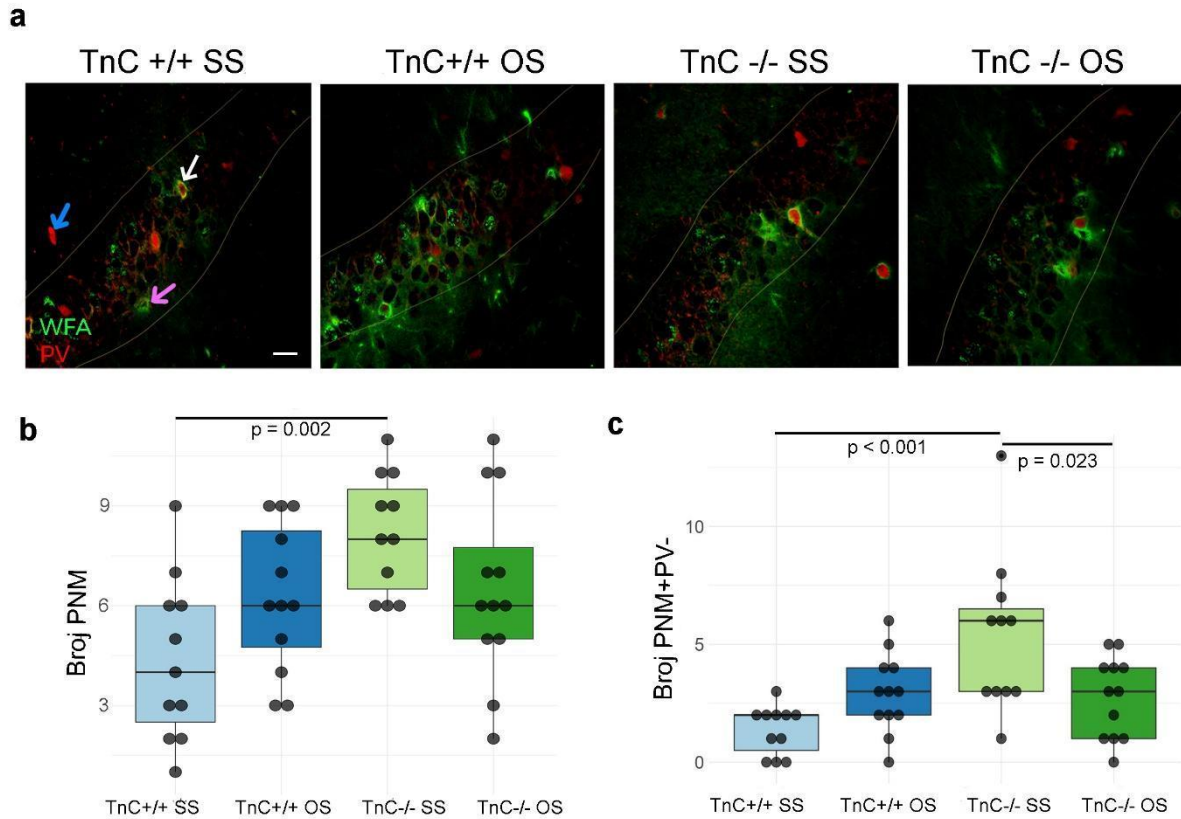 a
TnC +/+ SS
TnC+/+ OS
TnC -/- SS
TnC -/- OS
WFA
PV
b
p = 0.002
9
6
3
Broj PNM
TnC+/+ SS
TnC+/+ OS
TnC-/- SS
TnC-/- OS
c
p < 0.001
p = 0.023
10
5
0
Broj PNM+PV-
TnC+/+ SS
TnC+/+ OS
TnC-/- SS
TnC-/- OS